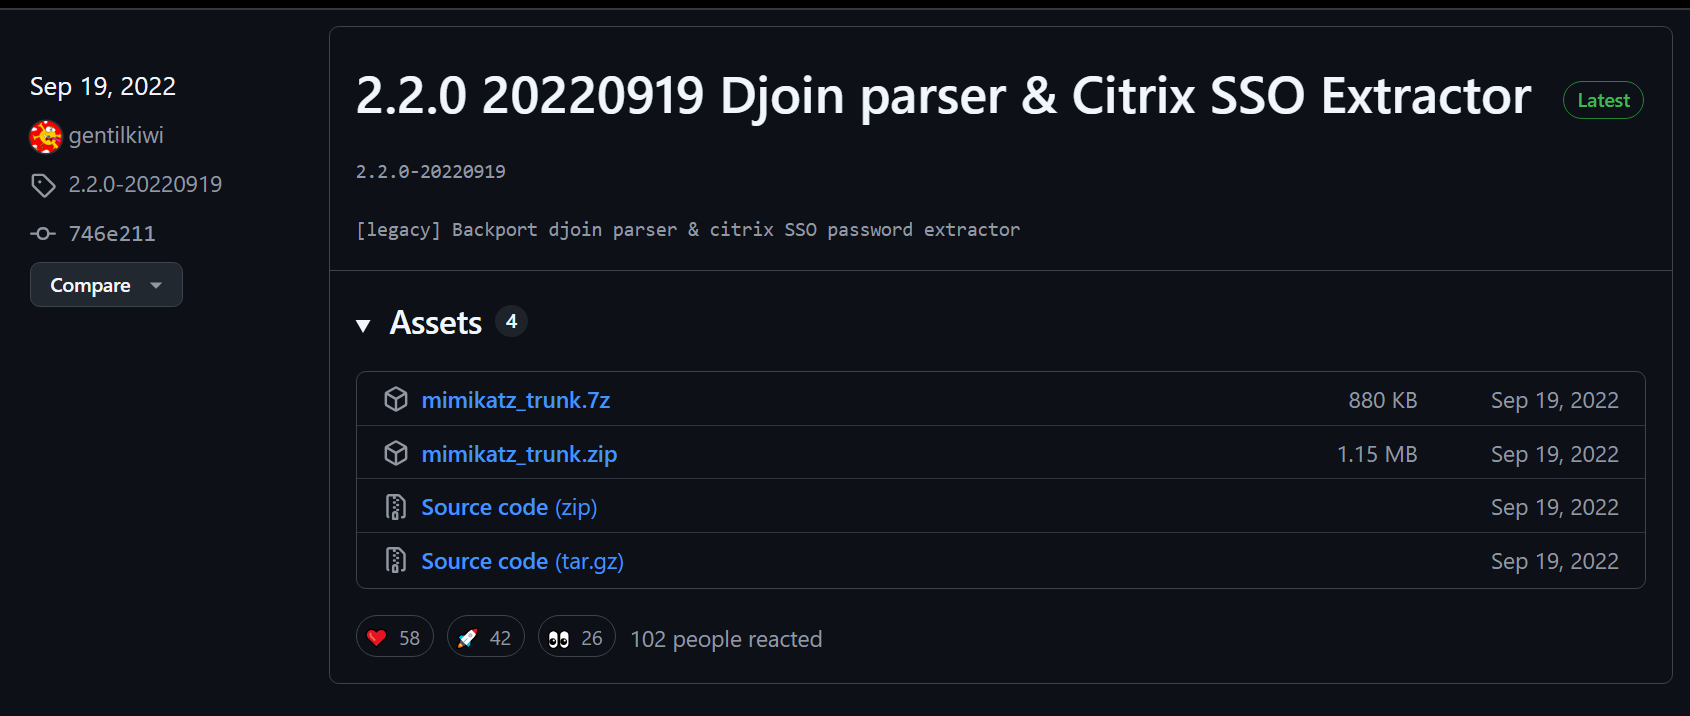 Sep 19, 2022
gentilkiwi
2.2.0-20220919
746e211
Compare
2.2.0 20220919 Djoin parser & Citrix SSO Extractor Latest
2.2.0-20220919
[legacy] Backport djoin parser & citrix SSO password extractor
Assets 4
mimikatz_trunk.7z 880 KB Sep 19, 2022
mimikatz_trunk.zip 1.15 MB Sep 19, 2022
Source code (zip) Sep 19, 2022
Source code (tar.gz) Sep 19, 2022
58 42 26 102 people reacted